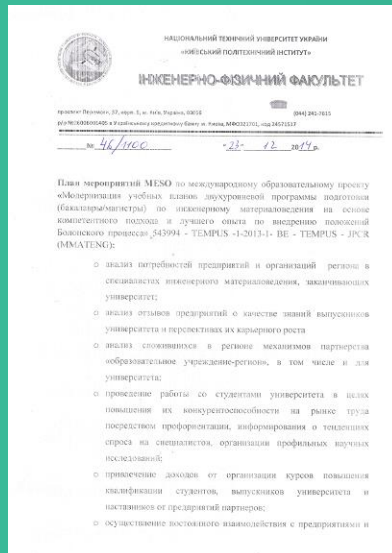 НАЦІОНАЛЬНИЙ ТЕХНІЧНИЙ УНІВЕРСИТЕТ УКРАЇНИ
«КИЇВСЬКИЙ ПОЛІТЕХНІЧНИЙ ІНСТИТУТ»
ІНЖЕНЕРНО-ФІЗИЧНИЙ ФАКУЛЬТЕТ
проспект Перемоги, 37, корп. 9, м. Київ, Україна, 03056 (044) 241-7615
№ 46/1100 «23» 12 2014 р.
План мероприятий MESO по международному образовательному проекту
«Модернизация учебных планов двухуровневой программы подготовки
(бакалавры/магистры) по инженерному материаловедения на основе
компетентного подхода и лучшего опыта по внедрению положений
Болонского процесса» ,543994 - TEMPUS -1-2013-1- BE - TEMPUS - JPCR
(MMATENG):
○ анализ потребностей предприятий и организаций региона в
специалистах инженерного материаловедения, заканчивающих
университет;
○ анализ отзывов предприятий о качестве знаний выпускников
университета и перспективах их карьерного роста
○ анализ сложившихся в регионе механизмов партнерства
«образовательное учреждение-регион», в том числе и для
университета;
○ проведение работы со студентами университета в целях
повышения их конкурентоспособности на рынке труда
посредством профориентации, информирования о тенденциях
спроса на специалистов, организации профильных научных
исследований;
○ привлечение доходов от организации курсов повышения
квалификации студентов, выпускников университета и
наставников от предприятий партнеров;
○ осуществление постоянного взаимодействия с предприятиями и